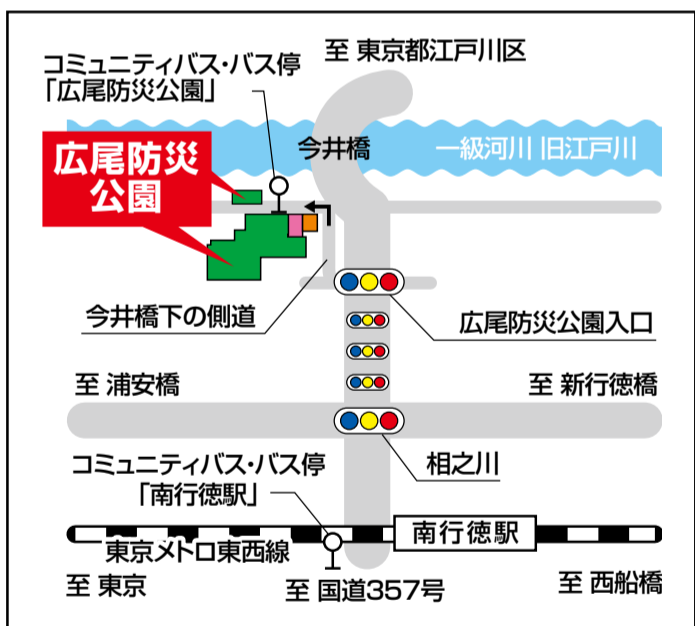 至 東京都江戸川区
コミュニティバス・バス停
「広尾防災公園」
今井橋
一級河川 旧江戸川
広尾防災
公園
今井橋下の側道
広尾防災公園入口
至 浦安橋
至 新行徳橋
相之川
コミュニティバス・バス停
「南行徳駅」
南行徳駅
東京メトロ東西線
至 東京
至 国道357号
至 西船橋